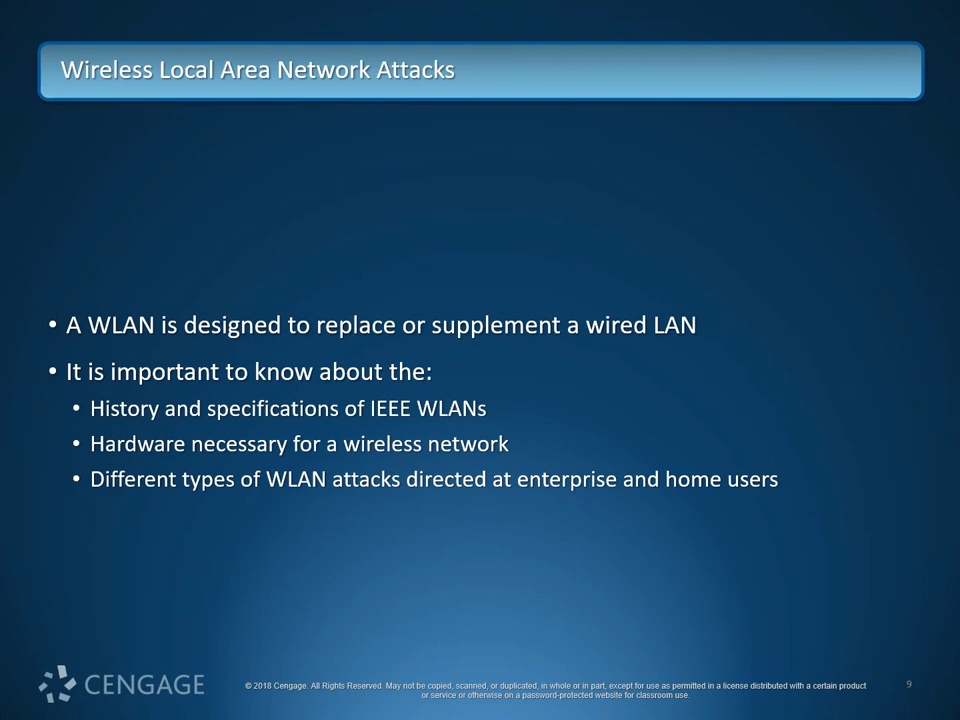 Wireless Local Area Network Attacks
• A WLAN is designed to replace or supplement a wired LAN
• It is important to know about the:
• History and specifications of IEEE WLANs
• Hardware necessary for a wireless network
• Different types of WLAN attacks directed at enterprise and home users
CENGAGE
© 2018 Cengage. All Rights Reserved. May not be copied, scanned, or duplicated, in whole or in part, except for use as permitted in a license distributed with a certain product
or service or otherwise on a password-protected website for classroom use.
9